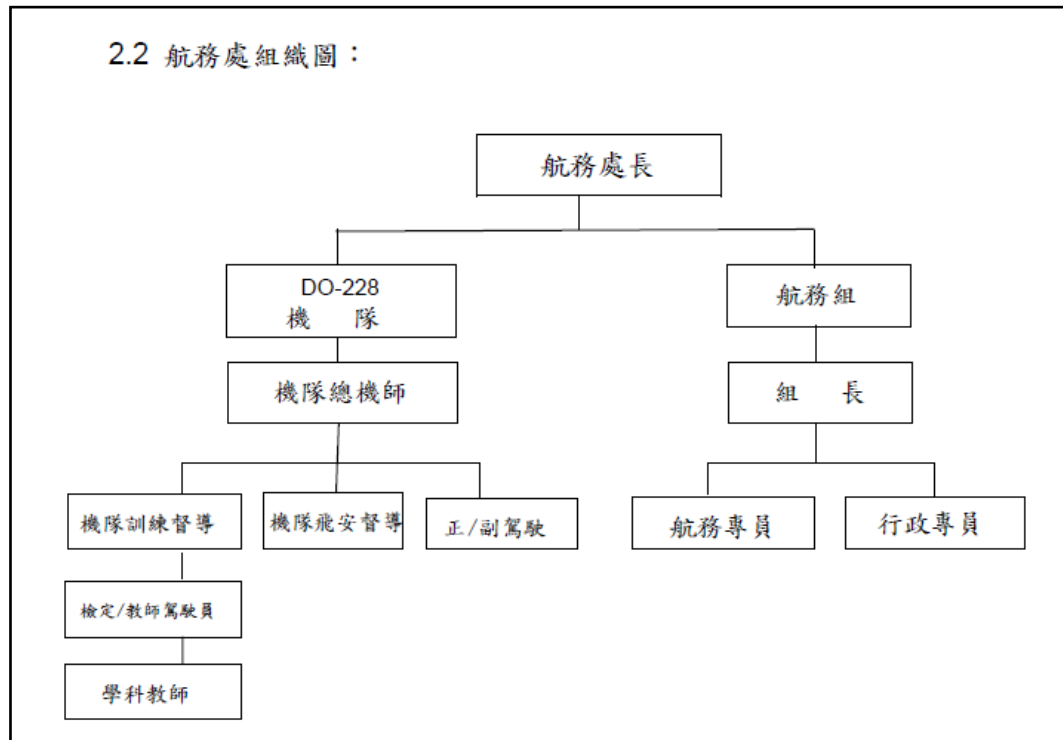 2.2 航務處組織圖：
航務處長
DO-228
機 隊
航務組
機隊總機師
組 長
機隊訓練督導
機隊飛安督導
正/副駕駛
航務專員
行政專員
檢定/教師駕駛員
學科教師